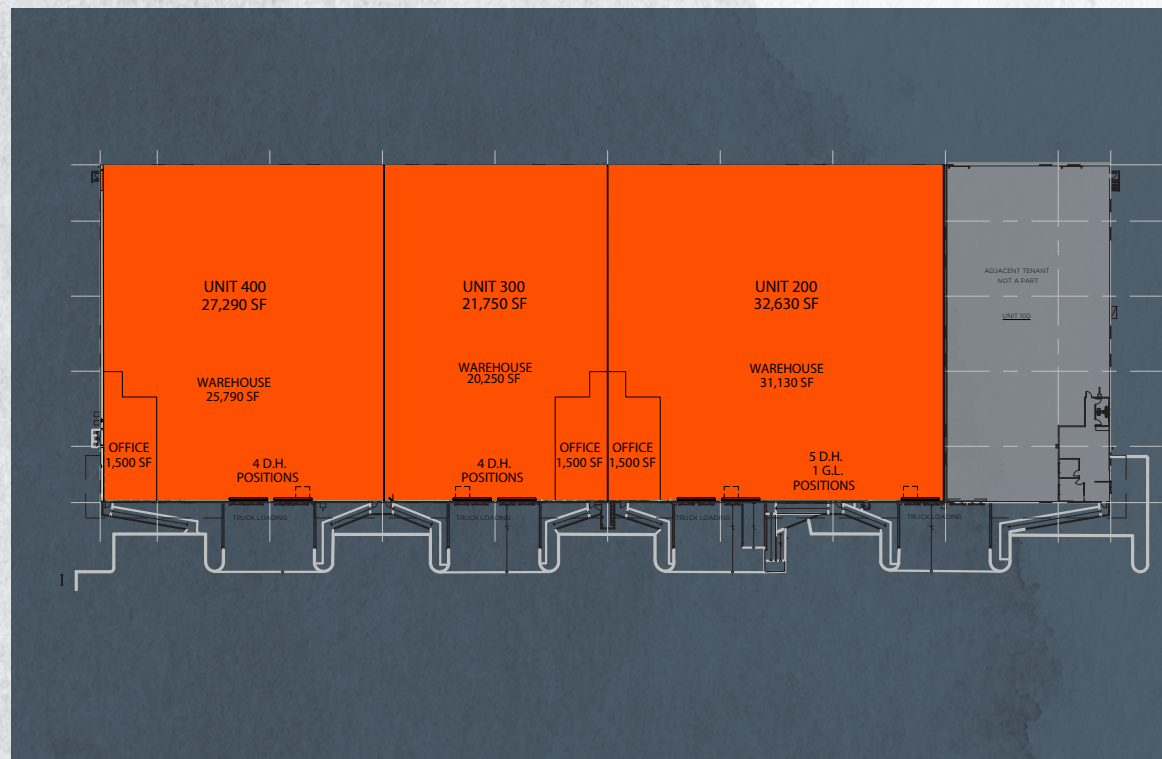 UNIT 400
27,290 SF
WAREHOUSE
25,790 SF
OFFICE
1,500 SF
4 D.H.
POSITIONS
TRUCK LOADING
UNIT 300
21,750 SF
WAREHOUSE
20,250 SF
OFFICE
1,500 SF
4 D.H.
POSITIONS
TRUCK LOADING
UNIT 200
32,630 SF
WAREHOUSE
31,130 SF
OFFICE
1,500 SF
5 D.H.
1 G.L.
POSITIONS
TRUCK LOADING
TRUCK LOADING
ADJACENT TENANT
NOT A PART
UNIT 100
I